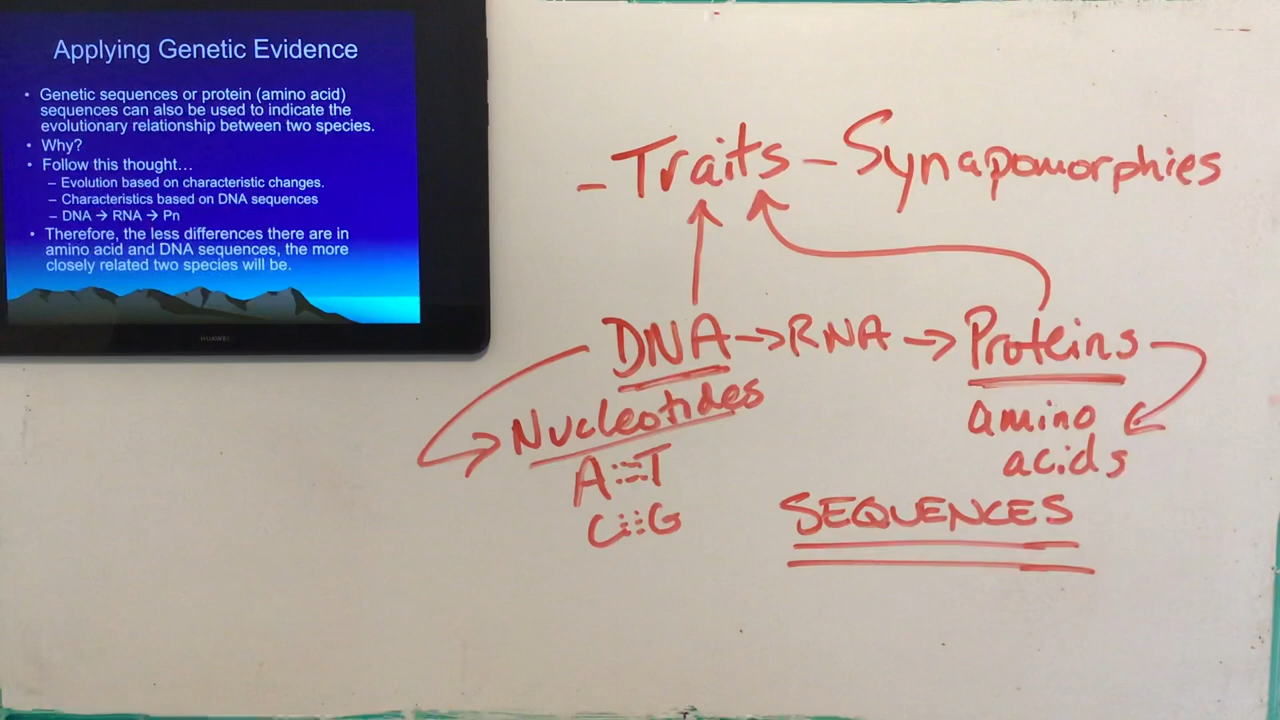 Applying Genetic Evidence
• Genetic sequences or protein (amino acid)
sequences can also be used to indicate the
evolutionary relationship between two species.
• Why?
• Follow this thought…
– Evolution based on characteristic changes.
– Characteristics based on DNA sequences
– DNA → RNA → Pn
• Therefore, the less differences there are in
amino acid and DNA sequences, the more
closely related two species will be.
HUAWEI
- Traits - Synapomorphies
DNA → RNA → Proteins
Nucleotides
amino
acids
A::T
C:::G
SEQUENCES